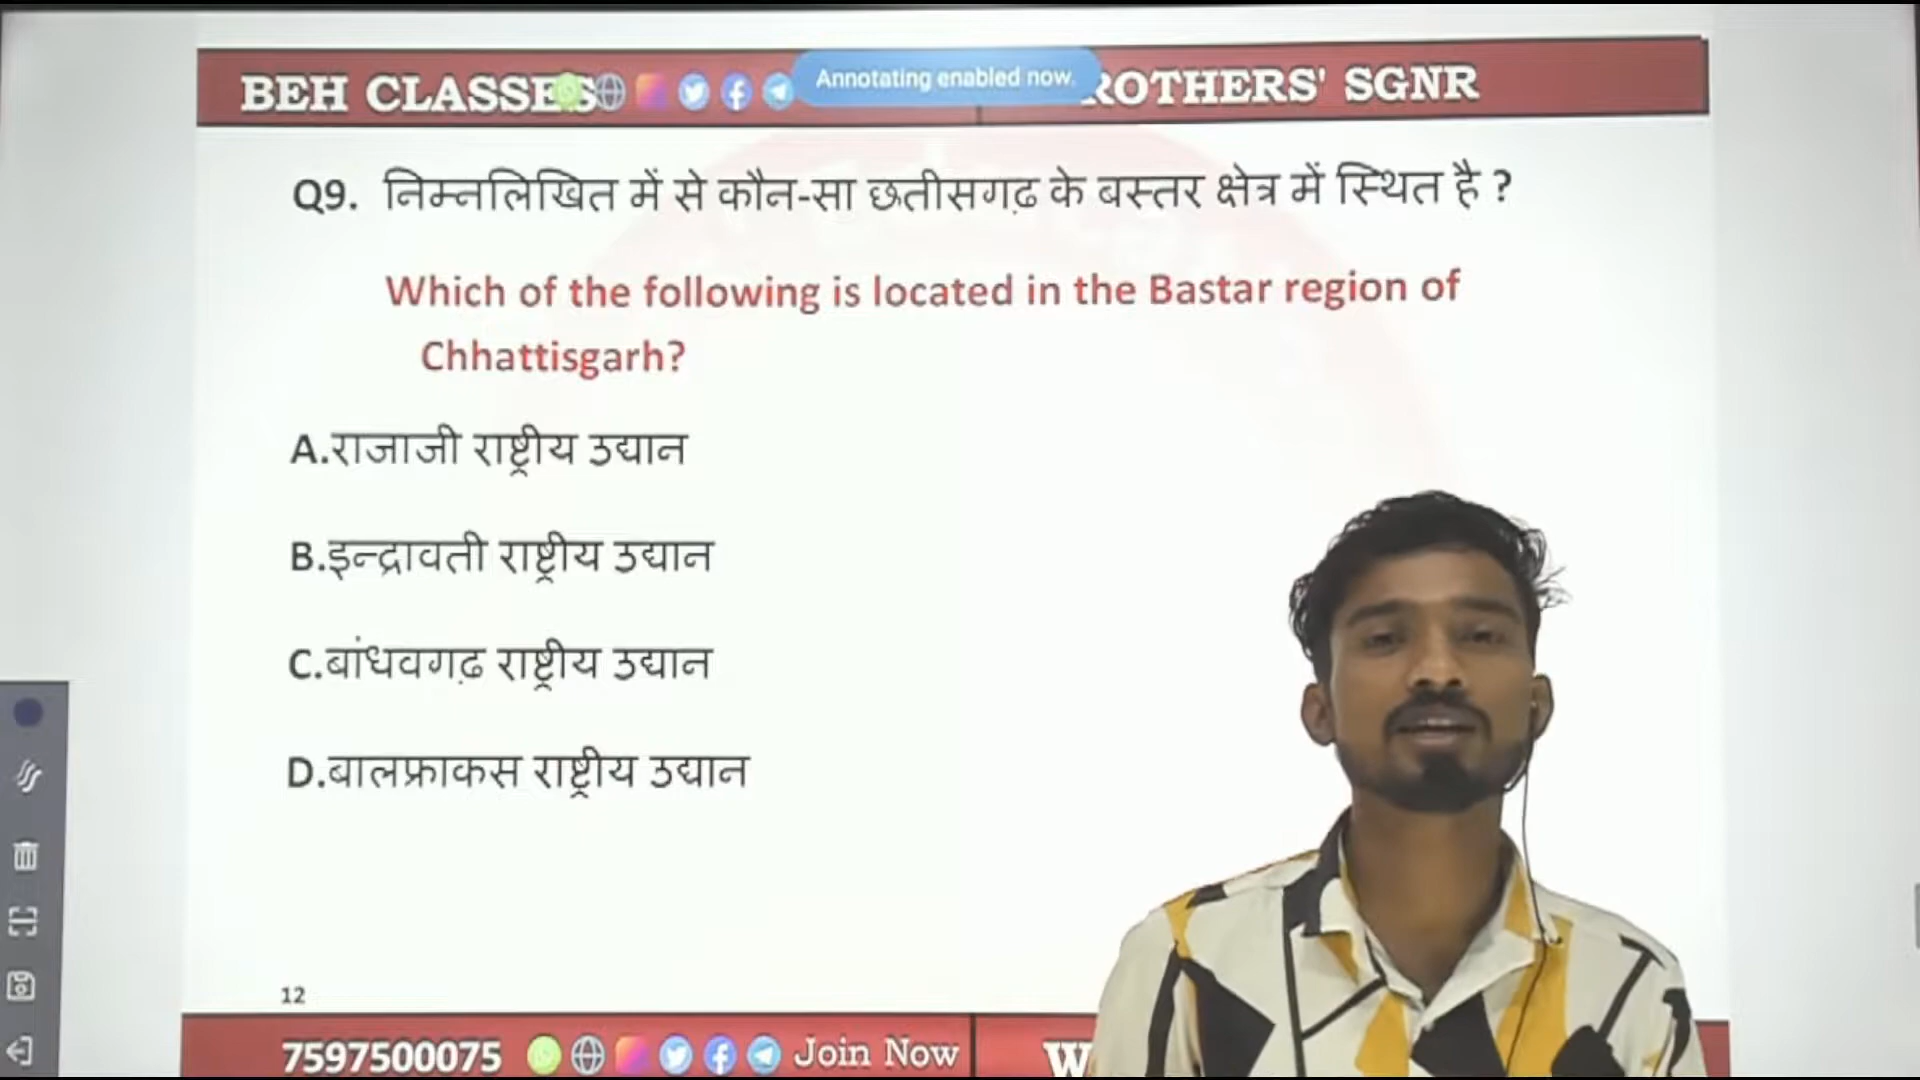 BEH CLASSES
Annotating enabled now.
ROTHERS' SGNR
Q9. निम्नलिखित में से कौन-सा छतीसगढ़ के बस्तर क्षेत्र में स्थित है ?
Which of the following is located in the Bastar region of
Chhattisgarh?
A.राजाजी राष्ट्रीय उद्यान
B.इन्द्रावती राष्ट्रीय उद्यान
C.बांधवगढ़ राष्ट्रीय उद्यान
D.बालफ्राकस राष्ट्रीय उद्यान
12
7597500075
Join Now
W